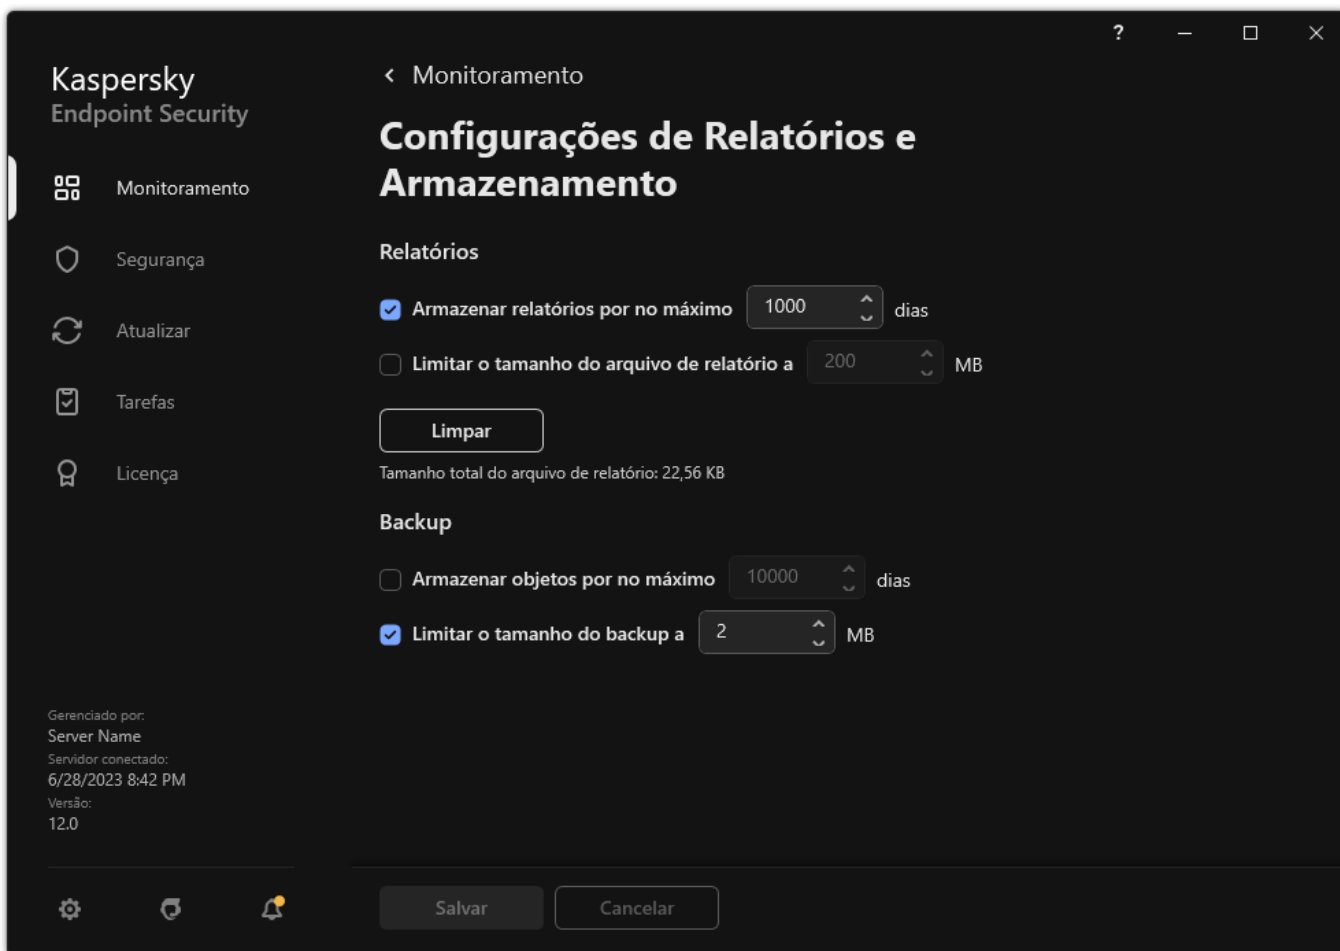 ?
Kaspersky
Endpoint Security
Monitoramento
Segurança
Atualizar
Tarefas
Licença
Gerenciado por:
Server Name
Servidor conectado:
6/28/2023 8:42 PM
Versão:
12.0
Monitoramento
Configurações de Relatórios e
Armazenamento
Relatórios
Armazenar relatórios por no máximo 1000 dias
Limitar o tamanho do arquivo de relatório a 200 MB
Limpar
Tamanho total do arquivo de relatório: 22,56 KB
Backup
Armazenar objetos por no máximo 10000 dias
Limitar o tamanho do backup a 2 MB
Salvar Cancelar